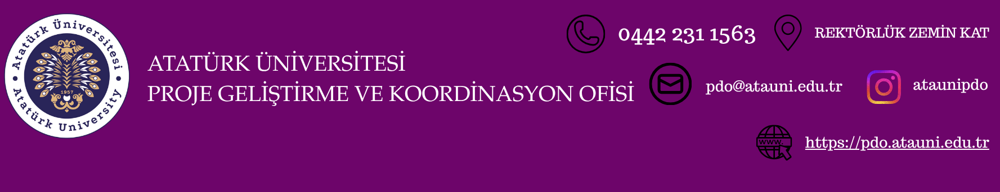 Atatürk Üniversitesi
1957
Atatürk University
ATATÜRK ÜNİVERSİTESİ
PROJE GELİŞTİRME VE KOORDİNASYON OFİSİ
0442 231 1563
REKTÖRLÜK ZEMİN KAT
pdo@atauni.edu.tr
ataunipdo
www.
https://pdo.atauni.edu.tr